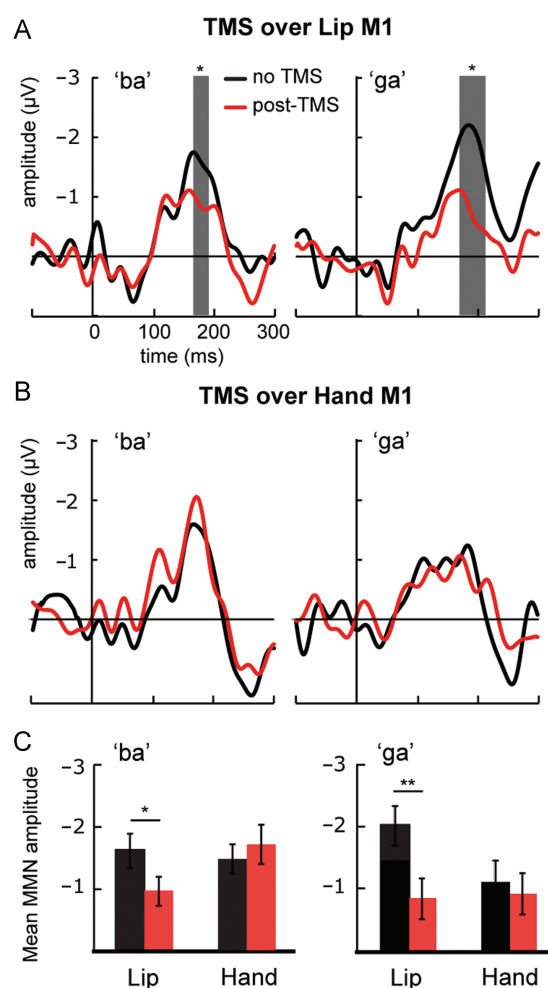 A
TMS over Lip M1
‘ba’
no TMS
post-TMS
*
‘ga’
*
amplitude (µV)
−3
−2
−1
0
100
200
300
time (ms)
B
TMS over Hand M1
‘ba’
‘ga’
amplitude (µV)
−3
−2
−1
C
‘ba’
‘ga’
Mean MMN amplitude
−3
−2
−1
*
Lip
Hand
−3
−2
−1
**
Lip
Hand